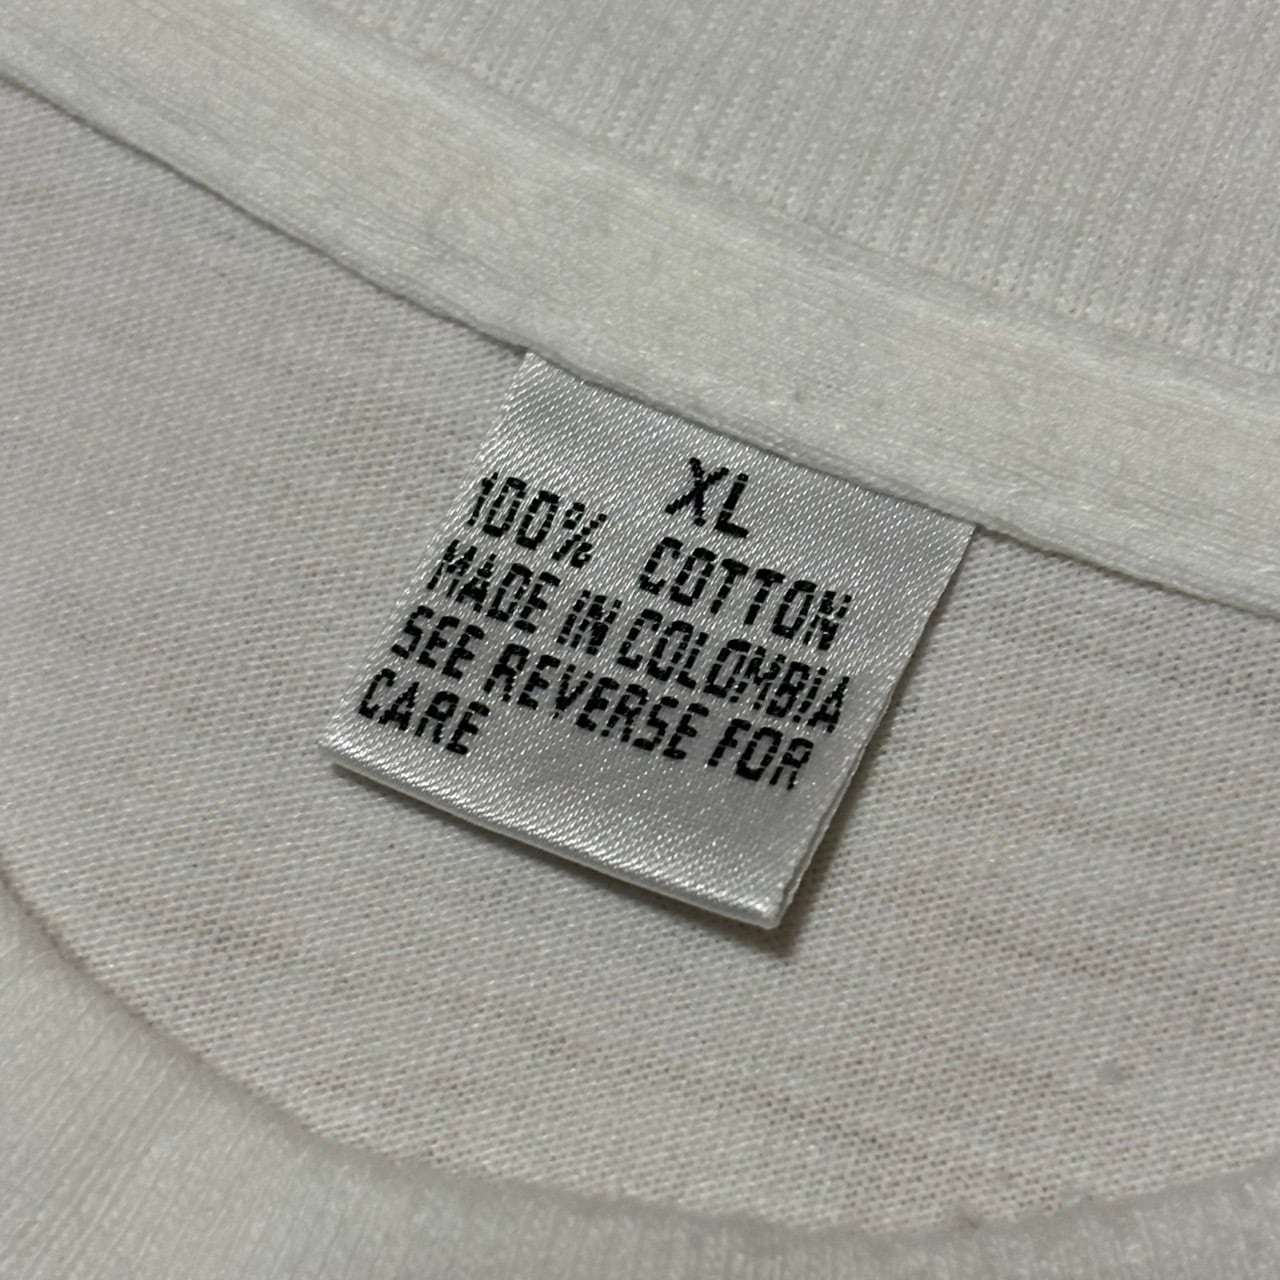 XL
100% COTTON
MADE IN COLOMBIA
SEE REVERSE FOR
CARE